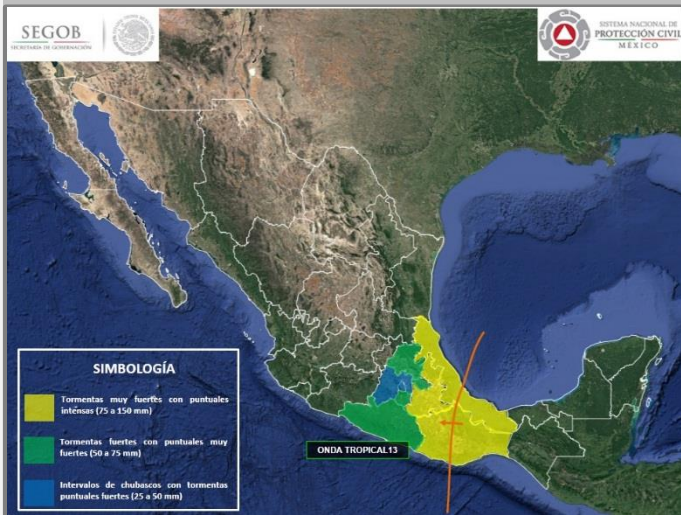 SEGOB
SECRETARÍA DE GOBERNACIÓN
SISTEMA NACIONAL DE
PROTECCIÓN CIVIL
MÉXICO
SIMBOLOGÍA
Tormentas muy fuertes con puntuales
intensas (75 a 150 mm)
Tormentas fuertes con puntuales muy
fuertes (50 a 75 mm)
Intervalos de chubascos con tormentas
puntuales fuertes (25 a 50 mm)
ONDA TROPICAL13